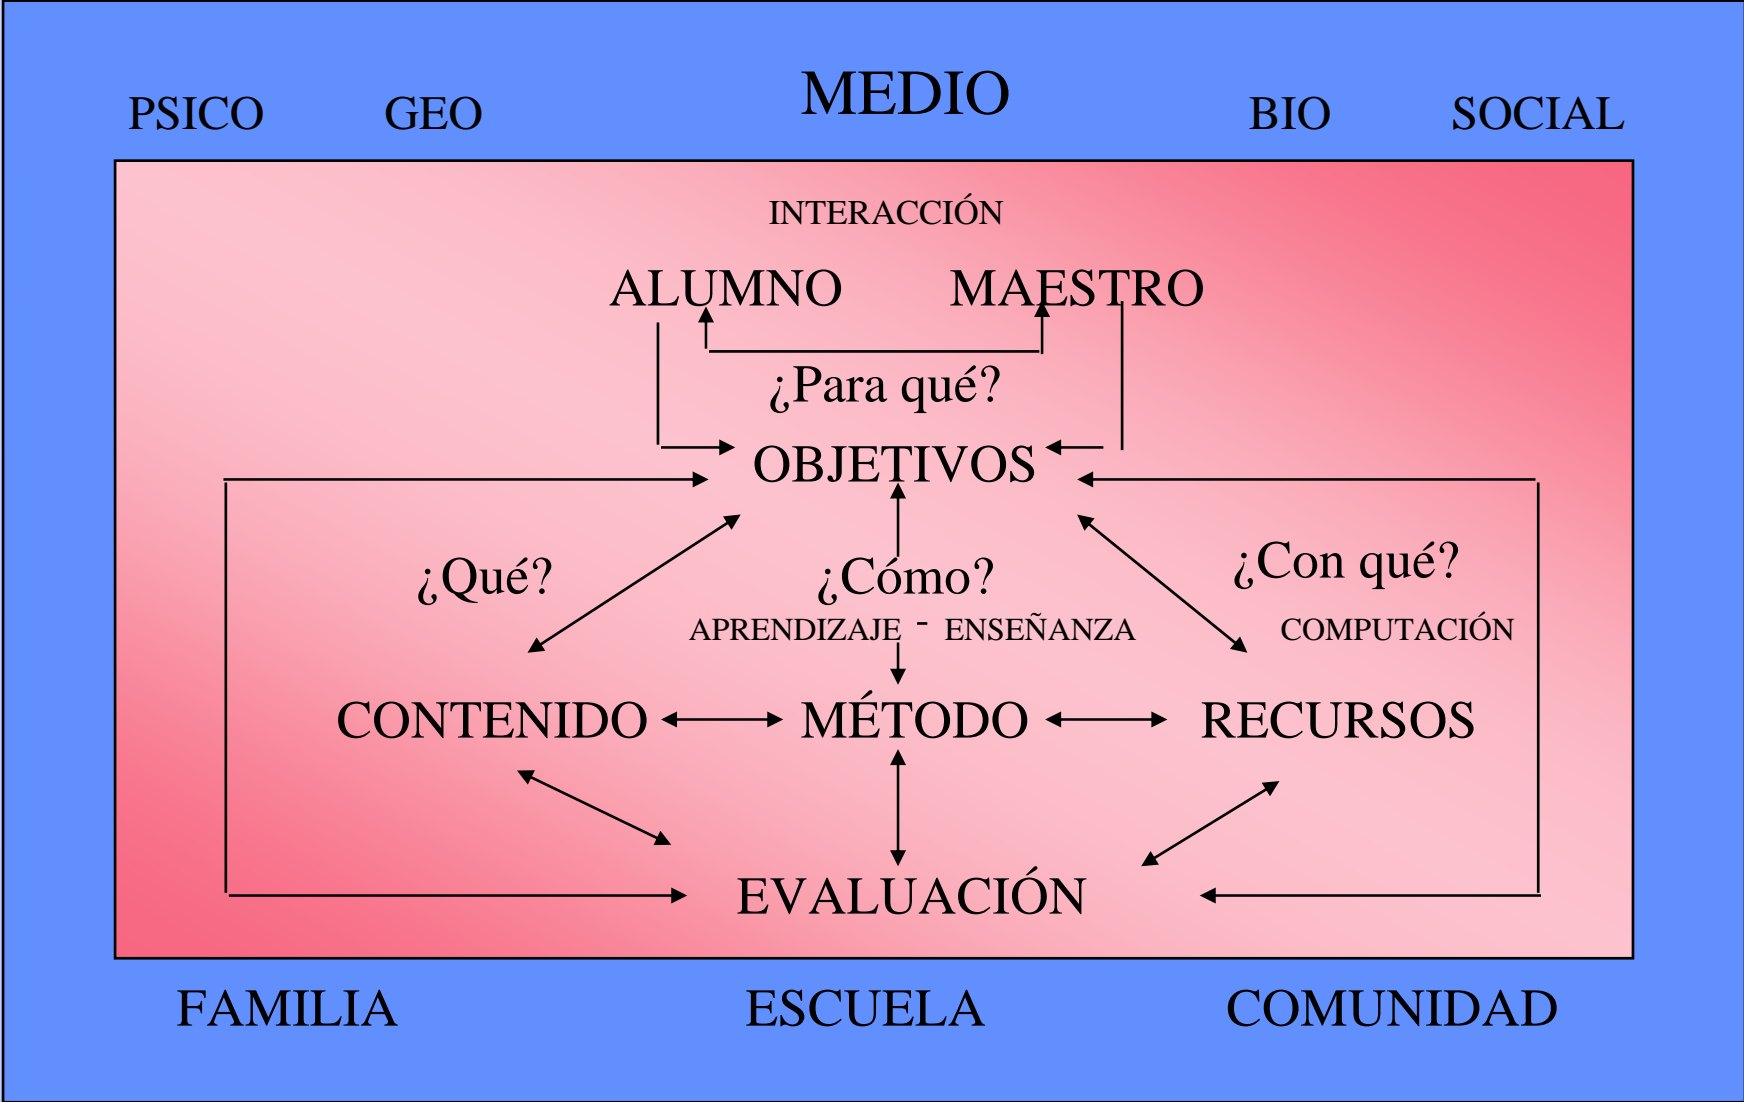 MEDIO
PSICO GEO BIO SOCIAL
INTERACCIÓN
ALUMNO MAESTRO
¿Para qué?
OBJETIVOS
¿Qué? ¿Cómo? ¿Con qué?
APRENDIZAJE - ENSEÑANZA COMPUTACIÓN
CONTENIDO MÉTODO RECURSOS
EVALUACIÓN
FAMILIA ESCUELA COMUNIDAD